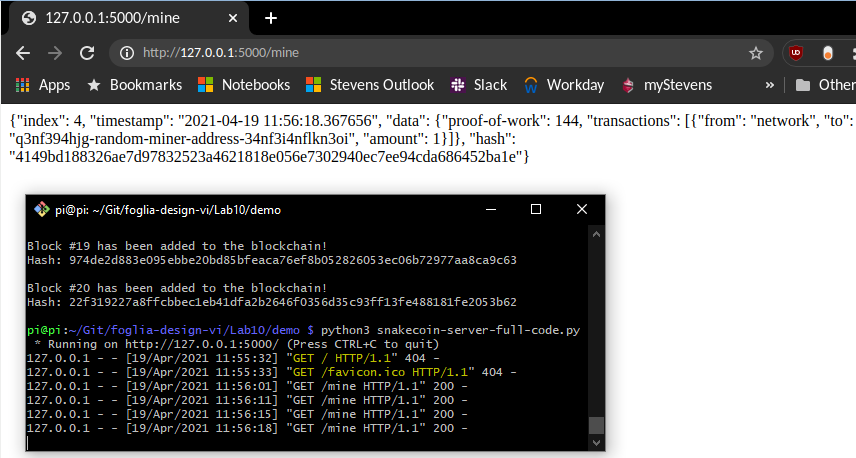 127.0.0.1:5000/mine
http://127.0.0.1:5000/mine
Apps Bookmarks Notebooks Stevens Outlook Slack Workday myStevens » Other
{"index": 4, "timestamp": "2021-04-19 11:56:18.367656", "data": {"proof-of-work": 144, "transactions": [{"from": "network", "to":
"q3nf394hjg-random-miner-address-34nf3i4nflkn3oi", "amount": 1}]}, "hash":
"4149bd188326ae7d97832523a4621818e056e7302940ec7ee94cda686452ba1e"}
pi@pi: ~/Git/foglia-design-vi/Lab10/demo
Block #19 has been added to the blockchain!
Hash: 974de2d883e095ebbe20bd85bfeaca76ef8b052826053ec06b72977aa8ca9c63
Block #20 has been added to the blockchain!
Hash: 22f319227a8ffcbbec1eb41dfa2b2646f0356d35c93ff13fe488181fe2053b62
pi@pi:~/Git/foglia-design-vi/Lab10/demo $ python3 snakecoin-server-full-code.py
* Running on http://127.0.0.1:5000/ (Press CTRL+C to quit)
127.0.0.1 - - [19/Apr/2021 11:55:32] "GET / HTTP/1.1" 404 -
127.0.0.1 - - [19/Apr/2021 11:55:33] "GET /favicon.ico HTTP/1.1" 404 -
127.0.0.1 - - [19/Apr/2021 11:56:01] "GET /mine HTTP/1.1" 200 -
127.0.0.1 - - [19/Apr/2021 11:56:11] "GET /mine HTTP/1.1" 200 -
127.0.0.1 - - [19/Apr/2021 11:56:15] "GET /mine HTTP/1.1" 200 -
127.0.0.1 - - [19/Apr/2021 11:56:18] "GET /mine HTTP/1.1" 200 -